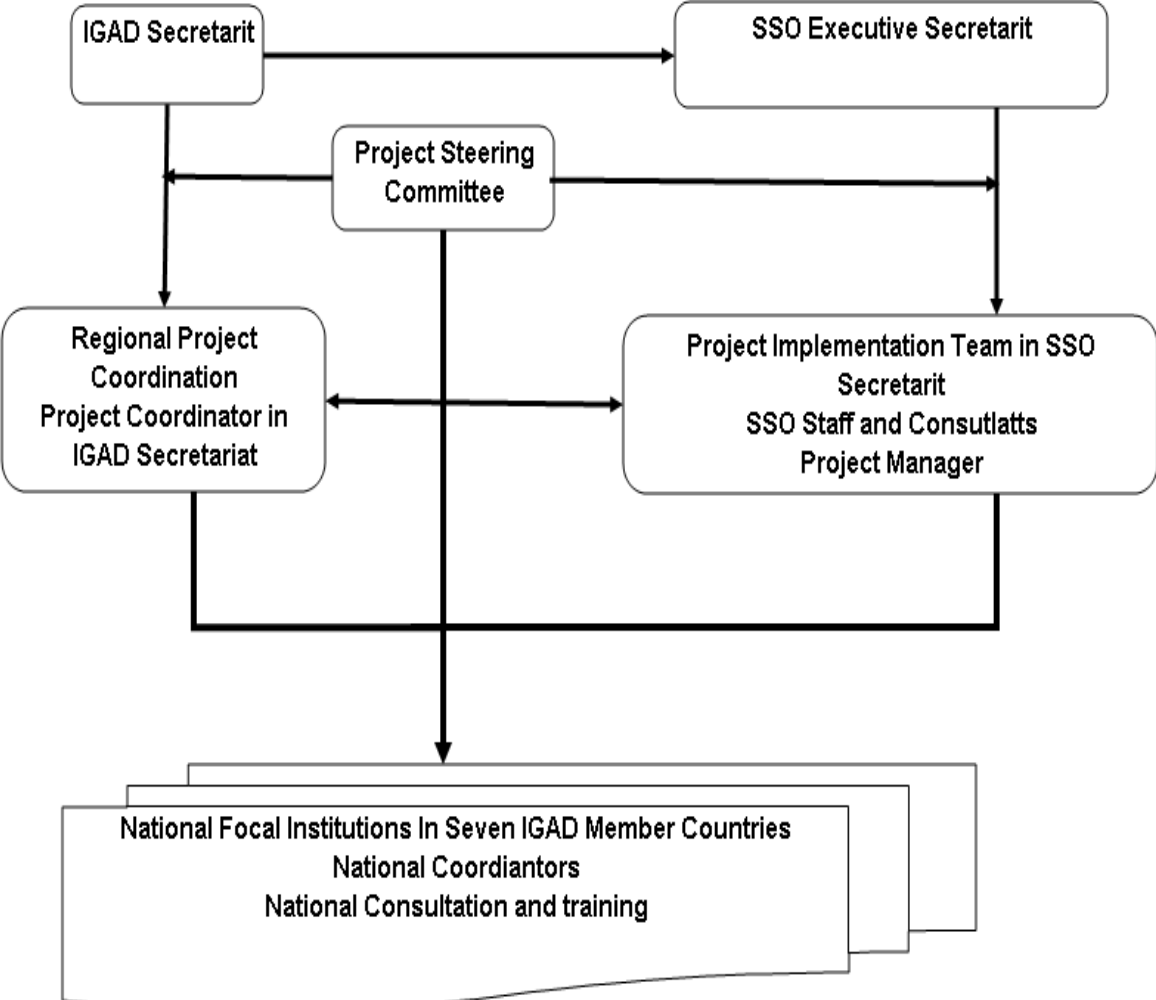 IGAD Secretarit
SSO Executive Secretarit
Project Steering
Committee
Regional Project
Coordination
Project Coordinator in
IGAD Secretariat
Project Implementation Team in SSO
Secretarit
SSO Staff and Consutlatts
Project Manager
National Focal Institutions In Seven IGAD Member Countries
National Coordiantors
National Consultation and training